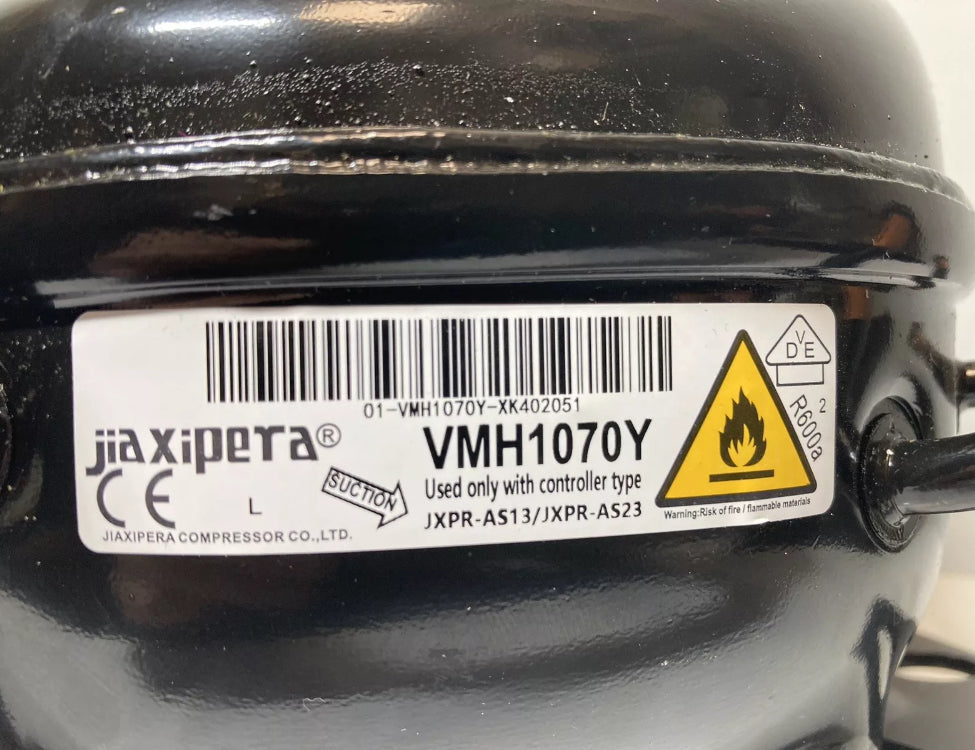 01-VMH1070Y-XK402051
jiaxipera®
VMH1070Y
CE
L
SUCTION
Used only with controller type
JXPR-AS13/JXPR-AS23
JIAXIPERA COMPRESSOR CO.,LTD.
DVE
2
R600a
Warning:Risk of fire / flammable materials